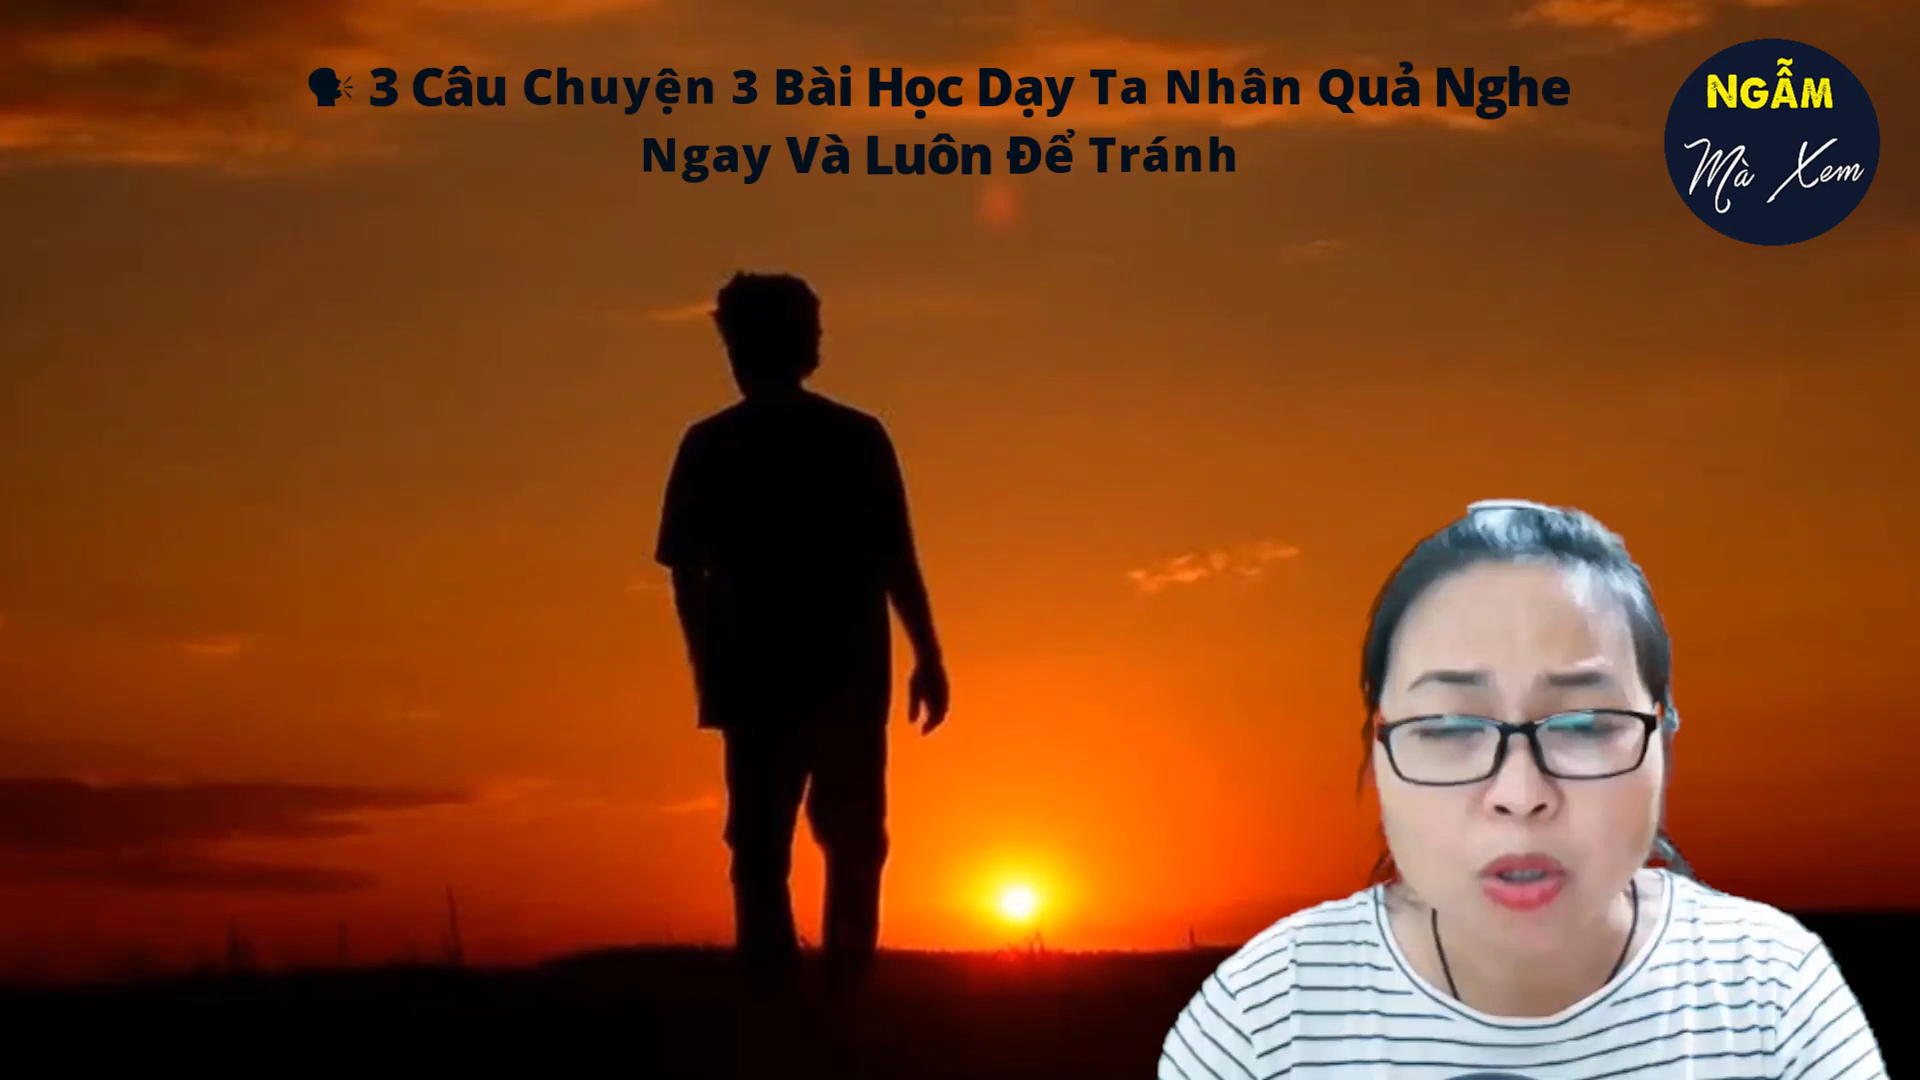 🗣 3 Câu Chuyện 3 Bài Học Dạy Ta Nhân Quả Nghe
Ngay Và Luôn Để Tránh
NGẪM
Mà Xem